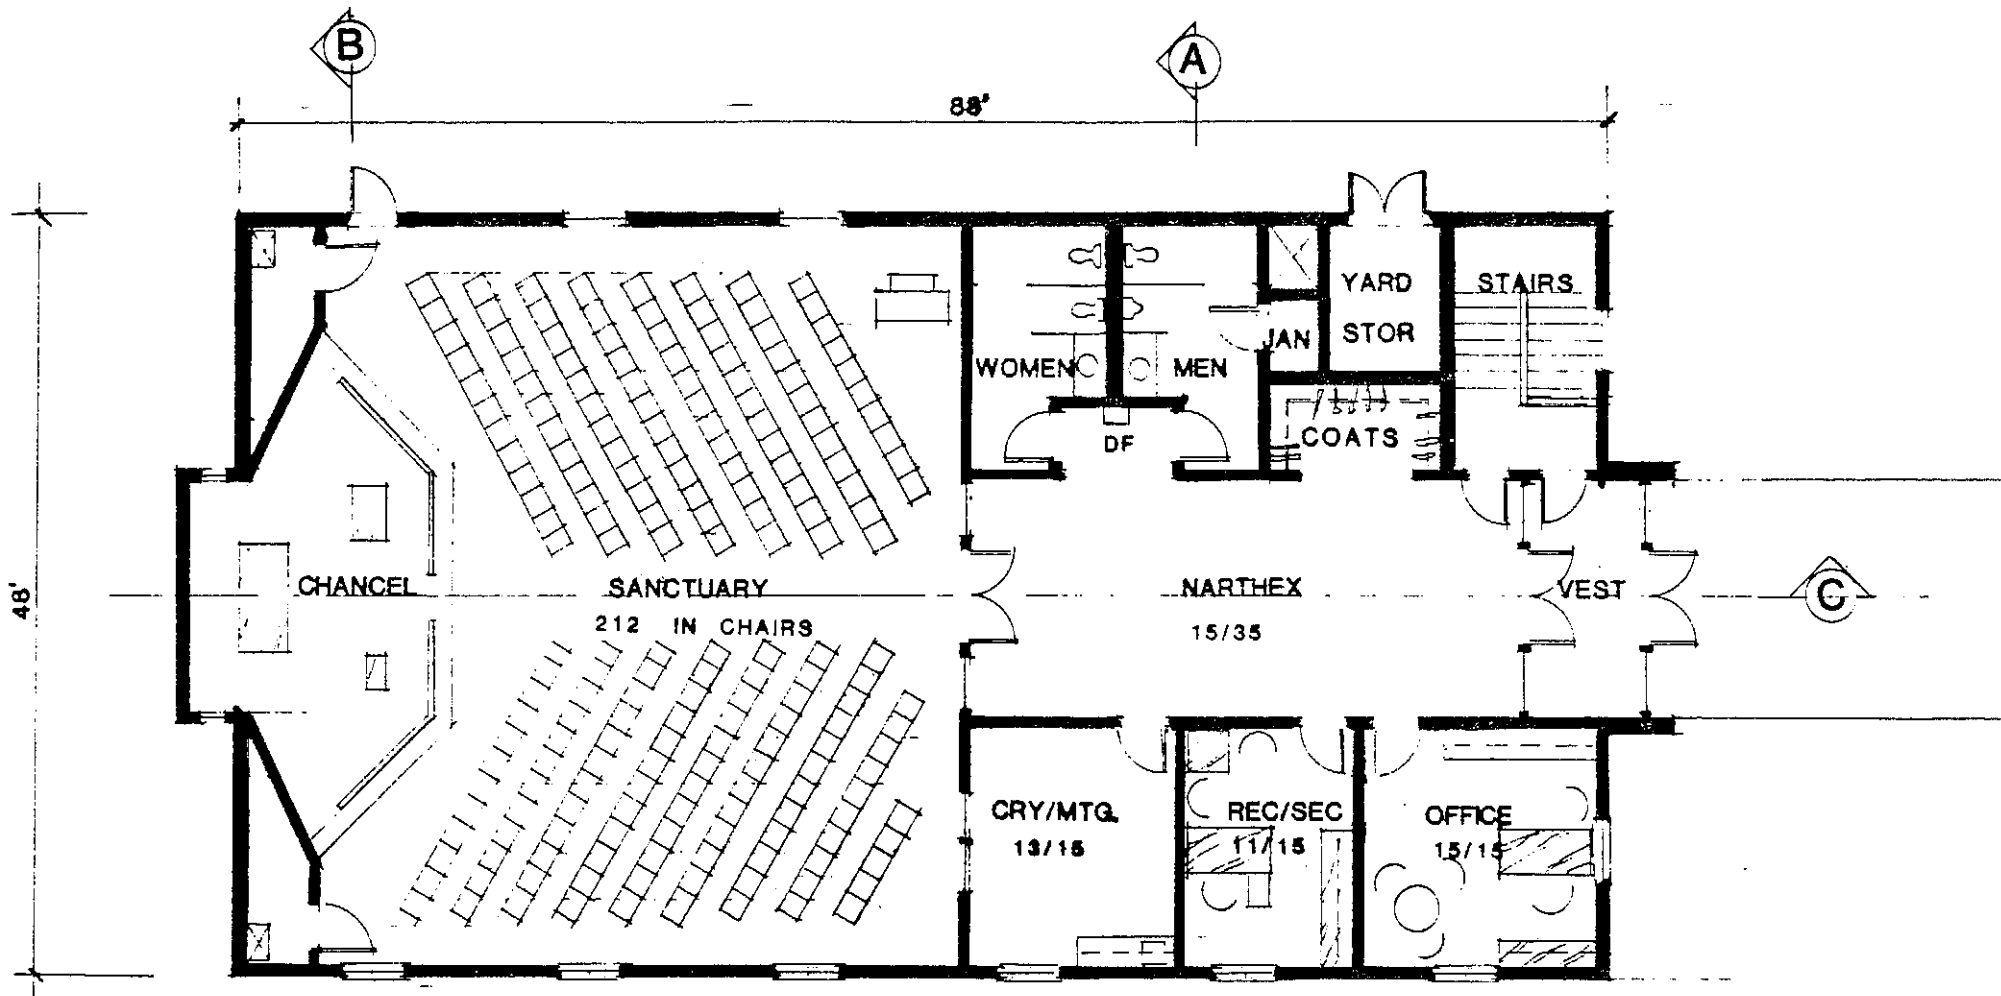 B
A
88'
YARD
STOR
STAIRS
JAN
WOMEN
MEN
COATS
DF
48'
CHANCEL
SANCTUARY
212 IN CHAIRS
NARTHEX
15/35
VEST
C
CRY/MTG.
13/15
REC/SEC
11/15
OFFICE
15/15